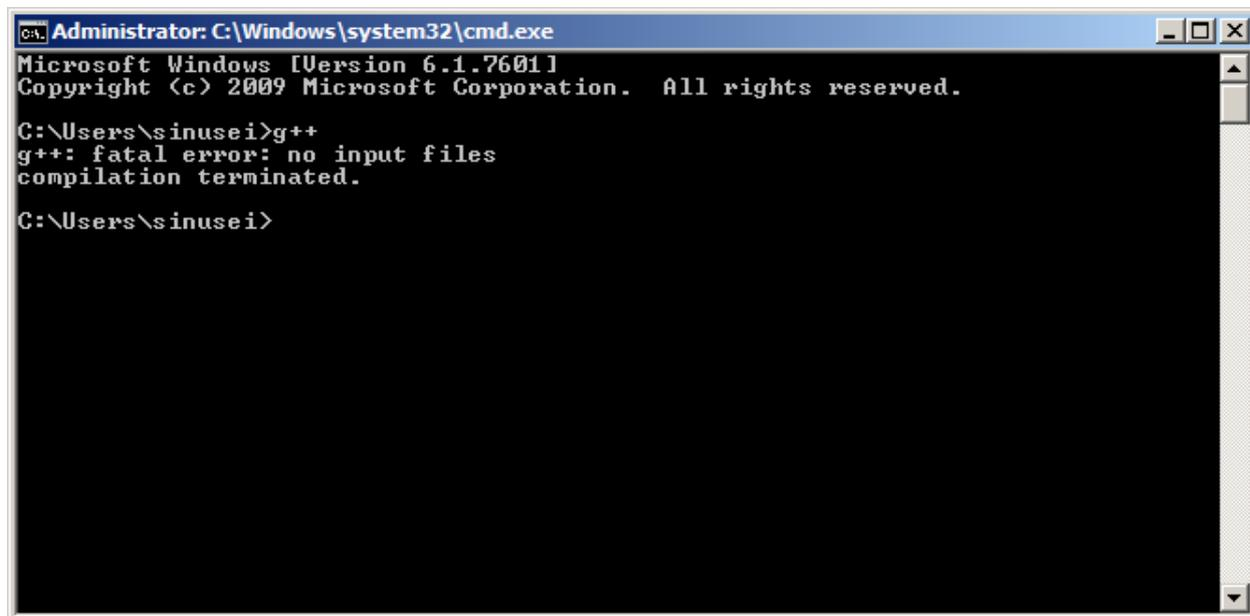 Administrator: C:\Windows\system32\cmd.exe
Microsoft Windows [Version 6.1.7601]
Copyright (c) 2009 Microsoft Corporation.  All rights reserved.
C:\Users\sinusei>g++
g++: fatal error: no input files
compilation terminated.
C:\Users\sinusei>